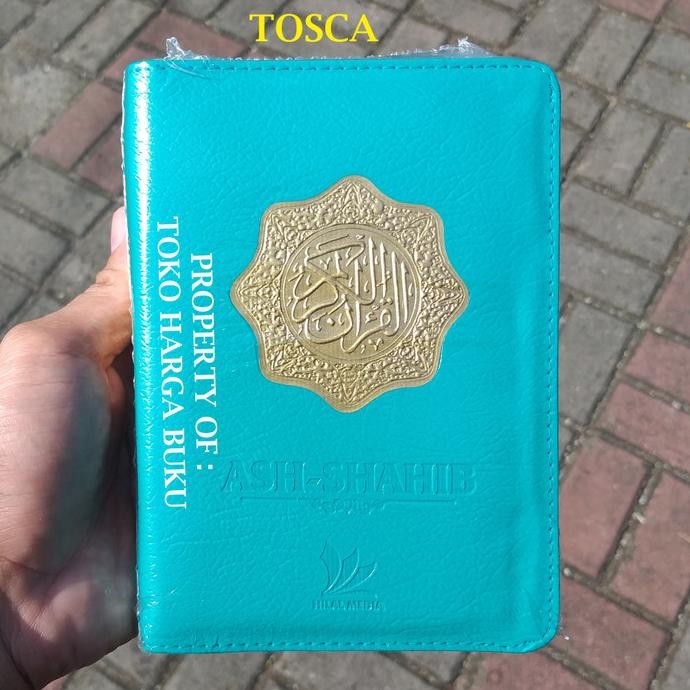 TOSCA
القرآن الكريم
PROPERTY OF :
TOKO HARGA BUKU
ASH-SHAHIB
HILAL MEDIA